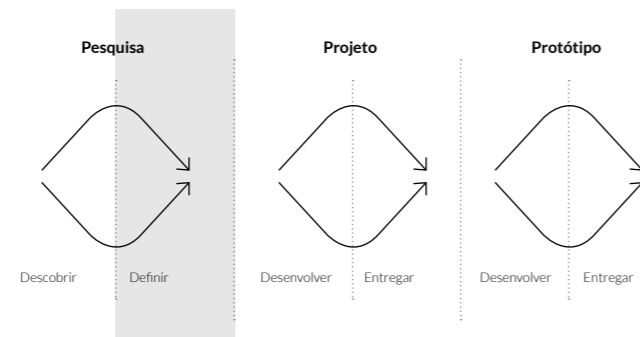 Pesquisa Projeto Protótipo
Descobrir Definir Desenvolver Entregar Desenvolver Entregar